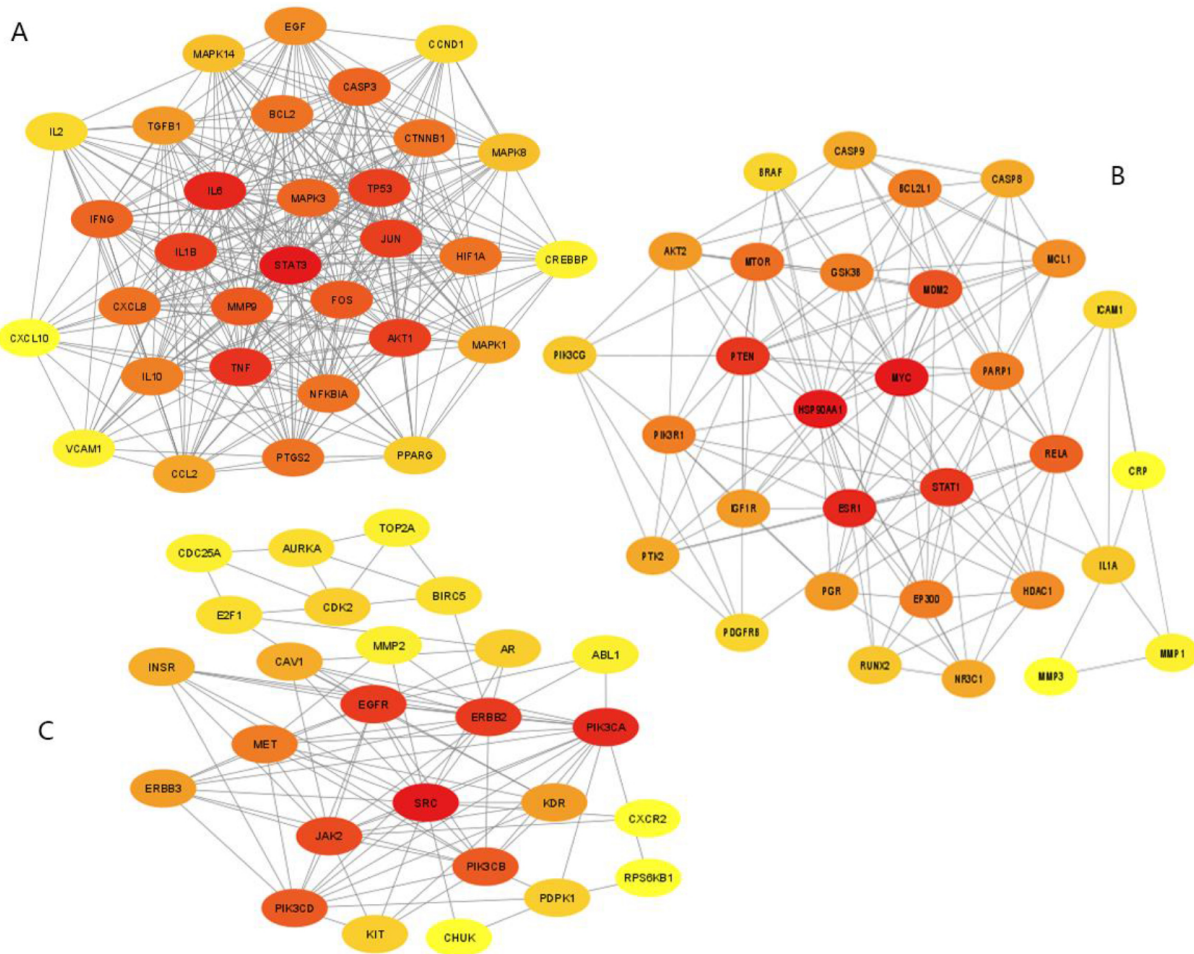 A
EGF
CCND1
MAPK14
CASP3
BCL2
TGFB1
IL2
CTNNB1
MAPK8
IL6
TP53
MAPK3
IFNG
JUN
IL1B
HIF1A
STAT3
CREBBP
CXCL8
MMP9
FOS
CXCL10
AKT1
MAPK1
TNF
IL10
NFKBIA
VCAM1
PTGS2
PPARG
CCL2
B
CASP9
BRAF
CASP8
BCL2L1
AKT2
MTOR
GSK3B
MCL1
MDM2
ICAM1
PIK3CG
PTEN
MYC
PARP1
HSP90AA1
PIK3R1
RELA
CRP
STAT1
IGF1R
ESR1
PTK2
IL1A
PGR
EP300
HDAC1
PDGFRB
RUNX2
NR3C1
MMP1
MMP3
C
TOP2A
CDC25A
AURKA
BIRC5
E2F1
CDK2
MMP2
AR
ABL1
INSR
CAV1
EGFR
ERBB2
PIK3CA
MET
ERBB3
SRC
KDR
CXCR2
JAK2
PIK3CB
RPS6KB1
PIK3CD
PDPK1
KIT
CHUK